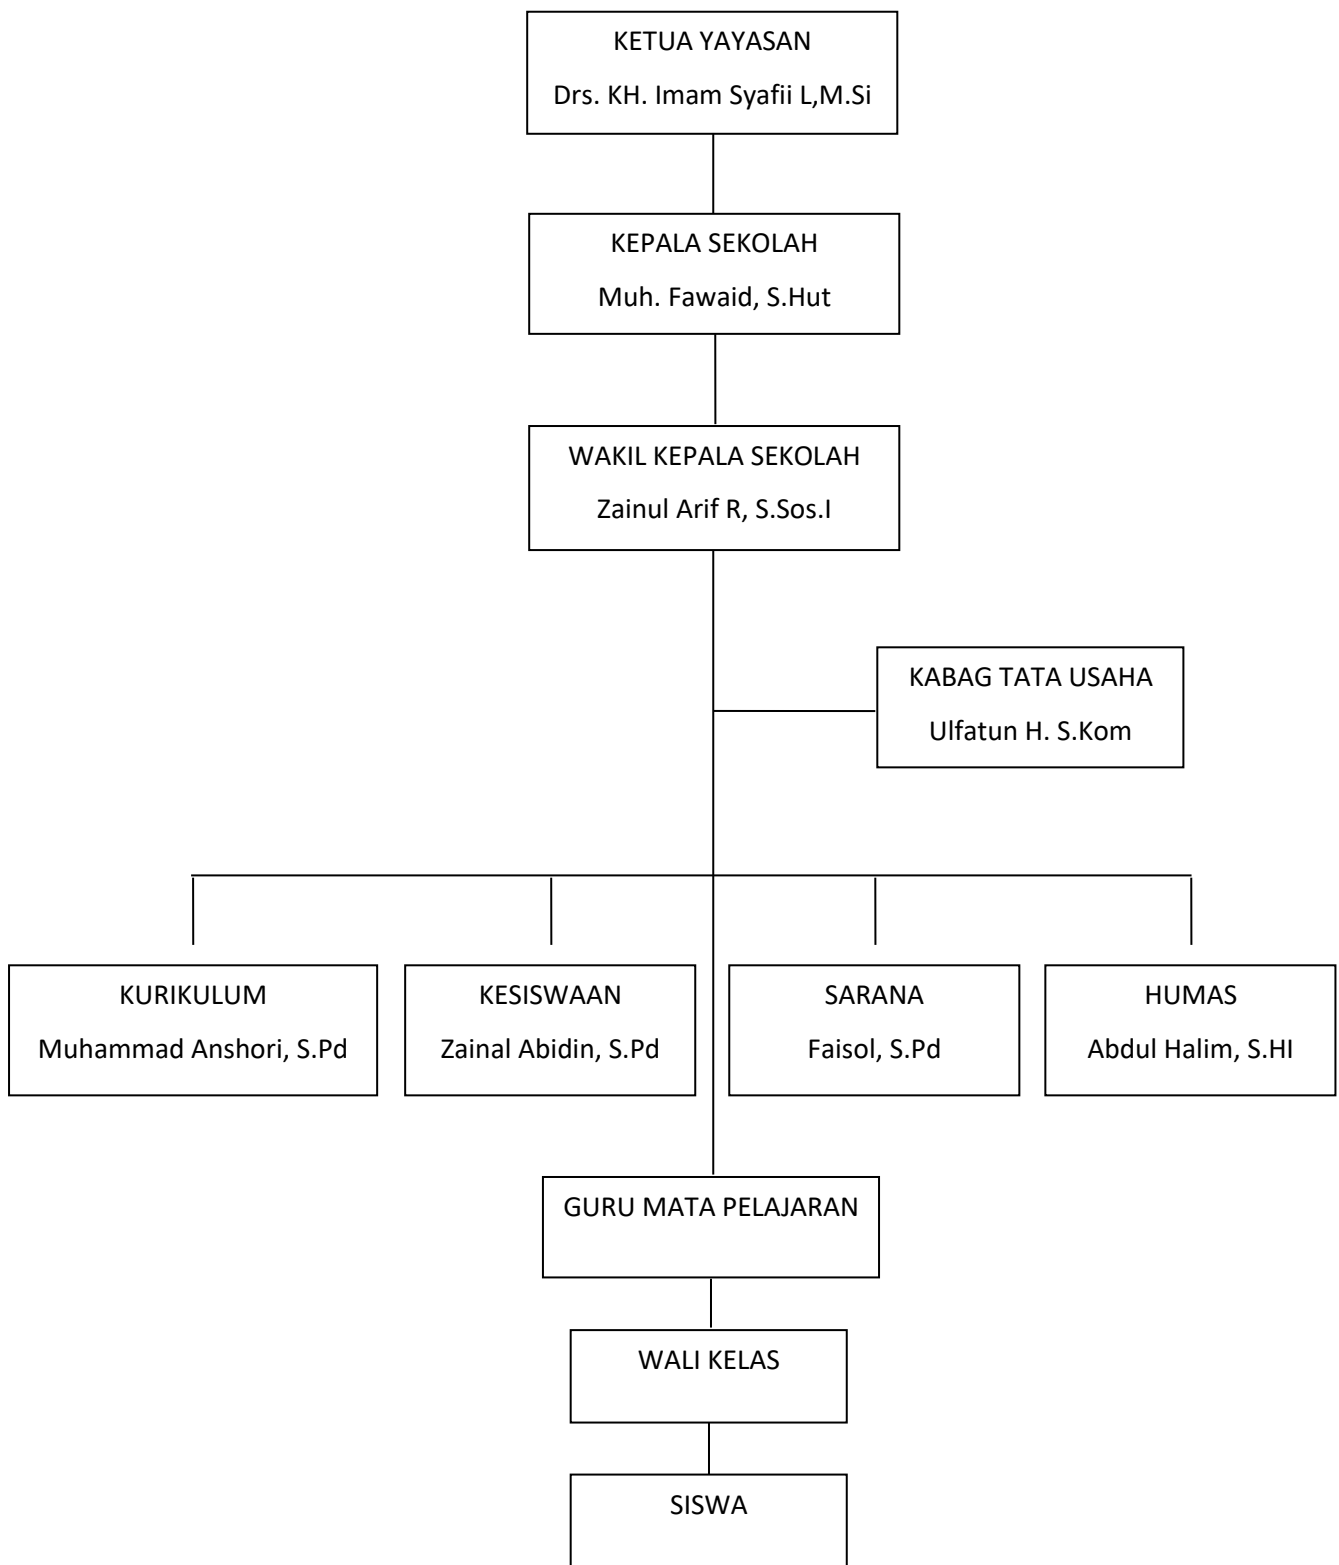 KETUA YAYASAN
Drs. KH. Imam Syafii L,M.Si
KEPALA SEKOLAH
Muh. Fawaid, S.Hut
WAKIL KEPALA SEKOLAH
Zainul Arif R, S.Sos.I
KABAG TATA USAHA
Ulfatun H. S.Kom
KURIKULUM
Muhammad Anshori, S.Pd
KESISWAAN
Zainal Abidin, S.Pd
SARANA
Faisol, S.Pd
HUMAS
Abdul Halim, S.HI
GURU MATA PELAJARAN
WALI KELAS
SISWA